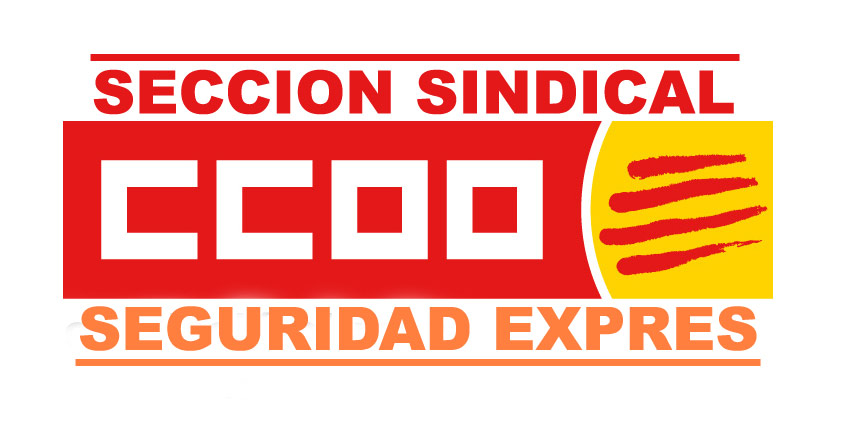 SECCION SINDICAL
CCOO
SEGURIDAD EXPRES